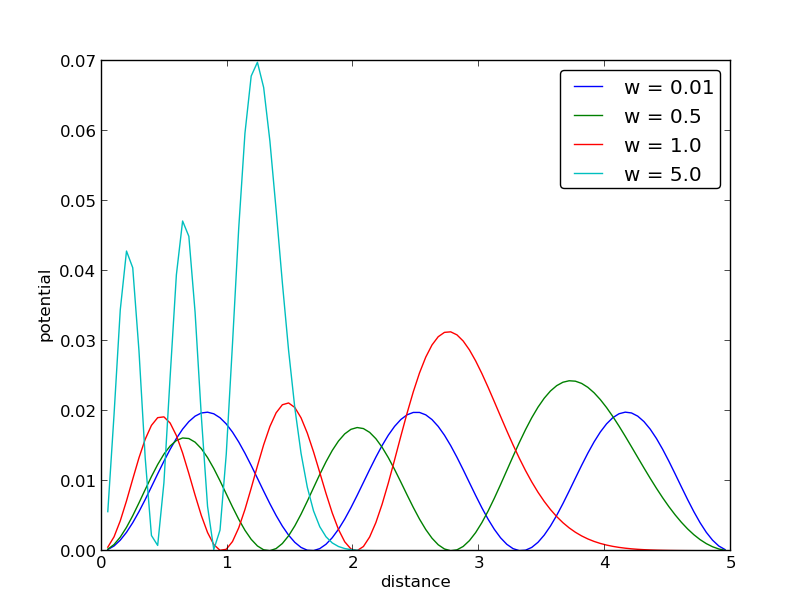 0.07
0.06
0.05
0.04
0.03
0.02
0.01
0.00
potential
w = 0.01
w = 0.5
w = 1.0
w = 5.0
0 1 2 3 4 5
distance